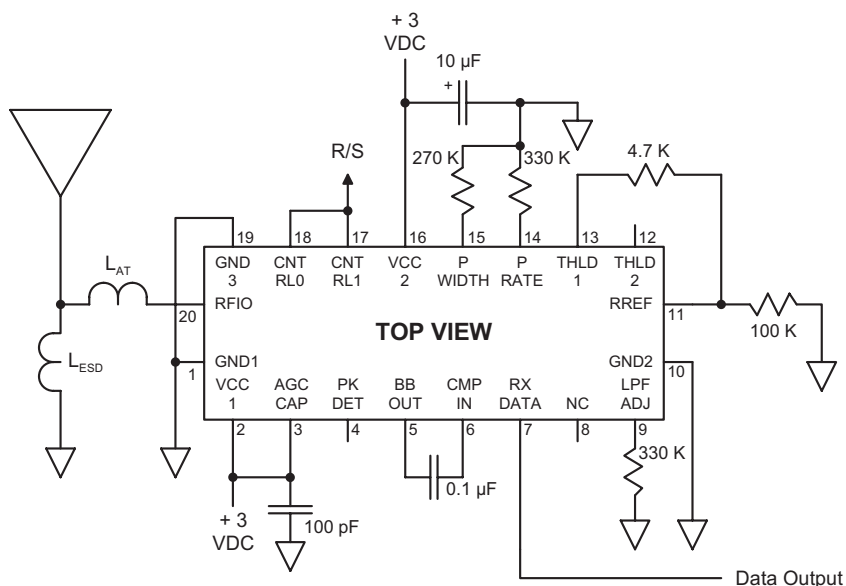 + 3
VDC
10 µF
+
R/S
270 K
330 K
4.7 K
19
18
17
16
15
14
13
12
GND
3
CNT
RL0
CNT
RL1
VCC
2
P
WIDTH
P
RATE
THLD
1
THLD
2
L_AT
20
RFIO
RREF
11
TOP VIEW
100 K
L_ESD
1
GND1
GND2
10
VCC
1
AGC
CAP
PK
DET
BB
OUT
CMP
IN
RX
DATA
NC
LPF
ADJ
2
3
4
5
6
7
8
9
330 K
0.1 µF
+ 3
VDC
100 pF
Data Output